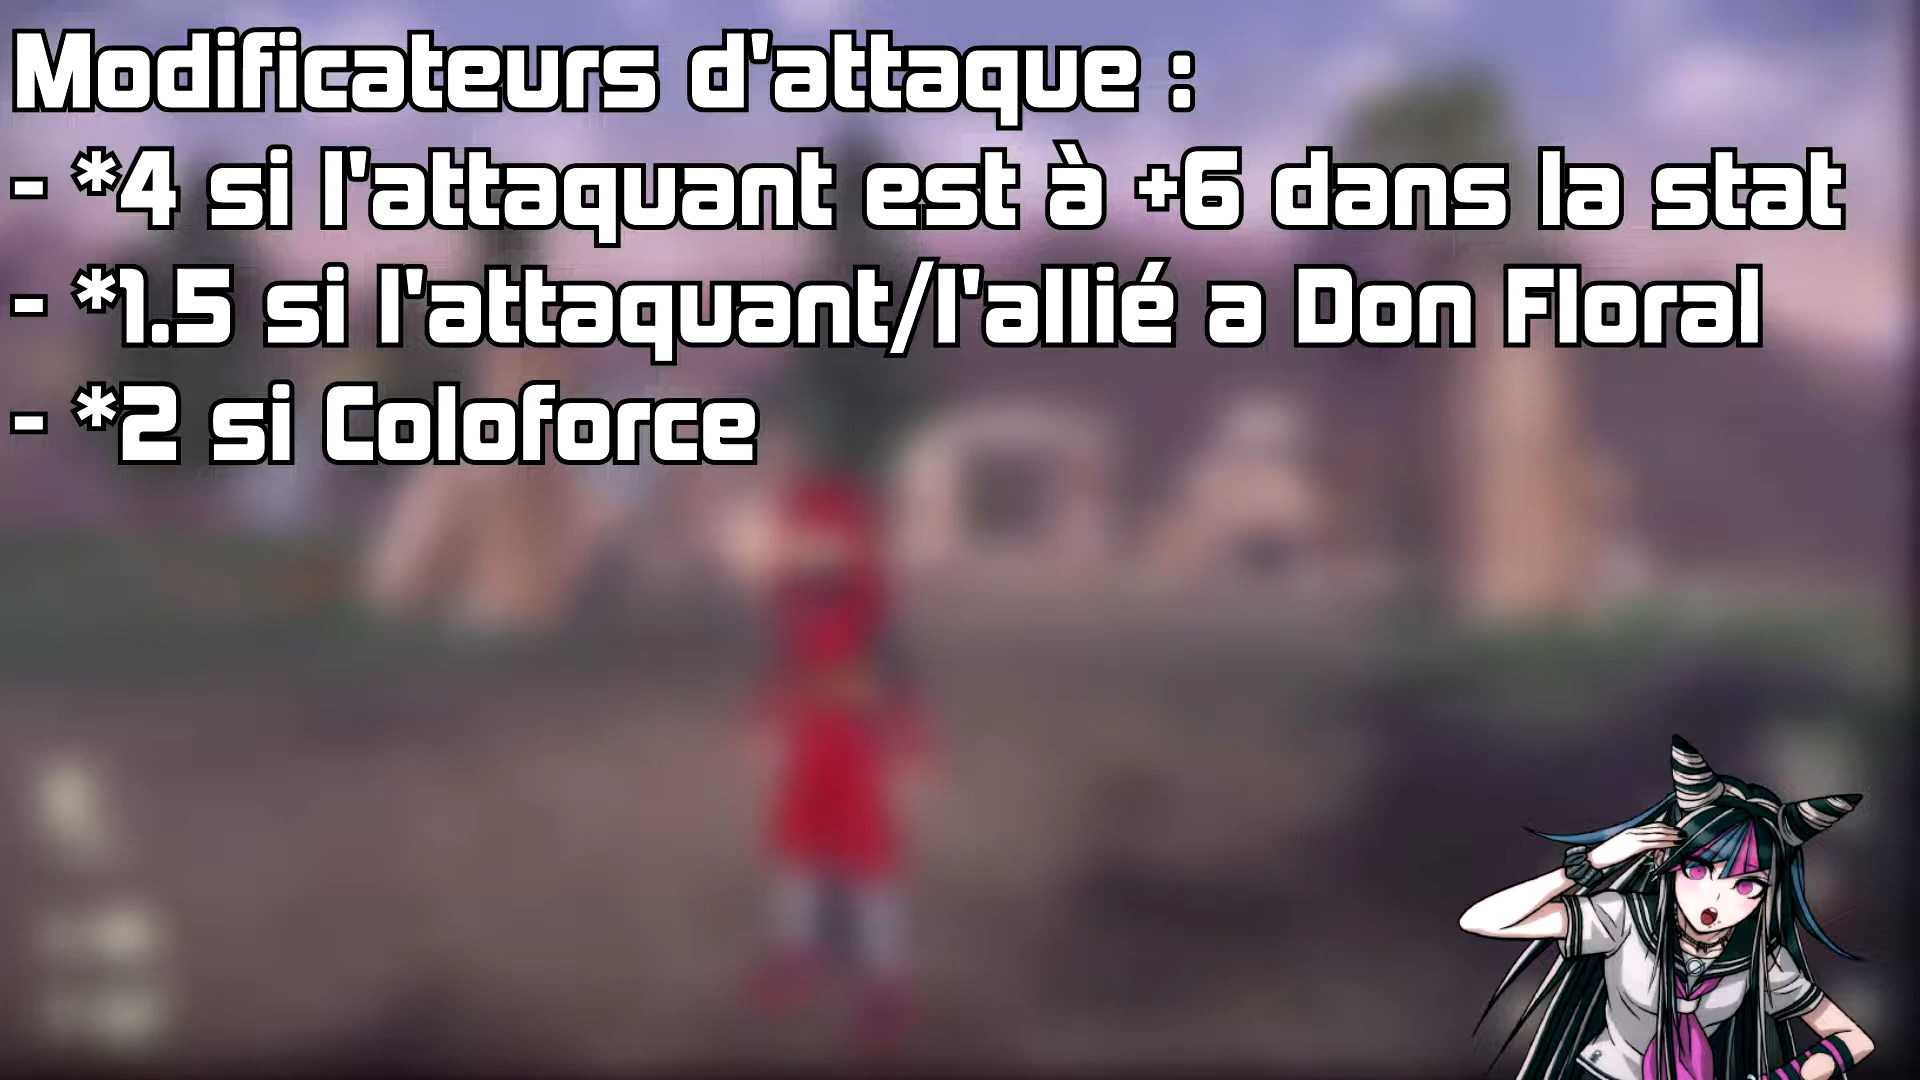 Modificateurs d'attaque :
- *4 si l'attaquant est à +6 dans la stat
- *1.5 si l'attaquant/l'allié a Don Floral
- *2 si Coloforce